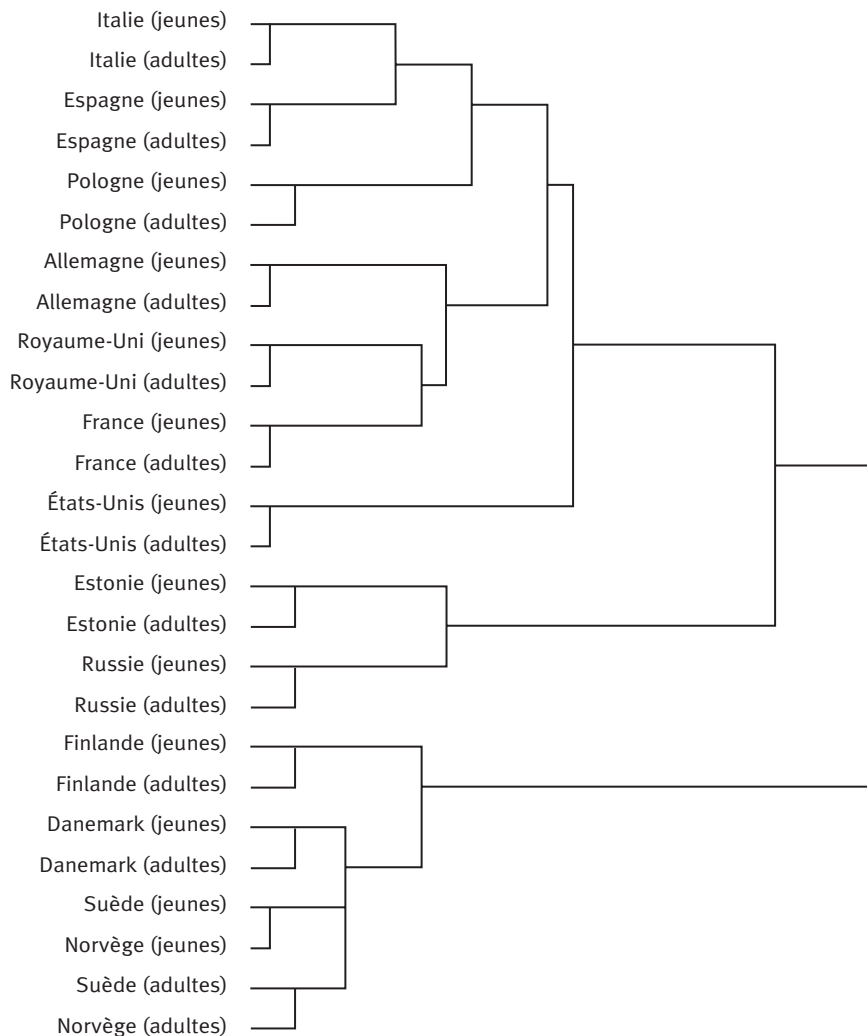 Italie (jeunes)
Italie (adultes)
Espagne (jeunes)
Espagne (adultes)
Pologne (jeunes)
Pologne (adultes)
Allemagne (jeunes)
Allemagne (adultes)
Royaume-Uni (jeunes)
Royaume-Uni (adultes)
France (jeunes)
France (adultes)
États-Unis (jeunes)
États-Unis (adultes)
Estonie (jeunes)
Estonie (adultes)
Russie (jeunes)
Russie (adultes)
Finlande (jeunes)
Finlande (adultes)
Danemark (jeunes)
Danemark (adultes)
Suède (jeunes)
Norvège (jeunes)
Suède (adultes)
Norvège (adultes)